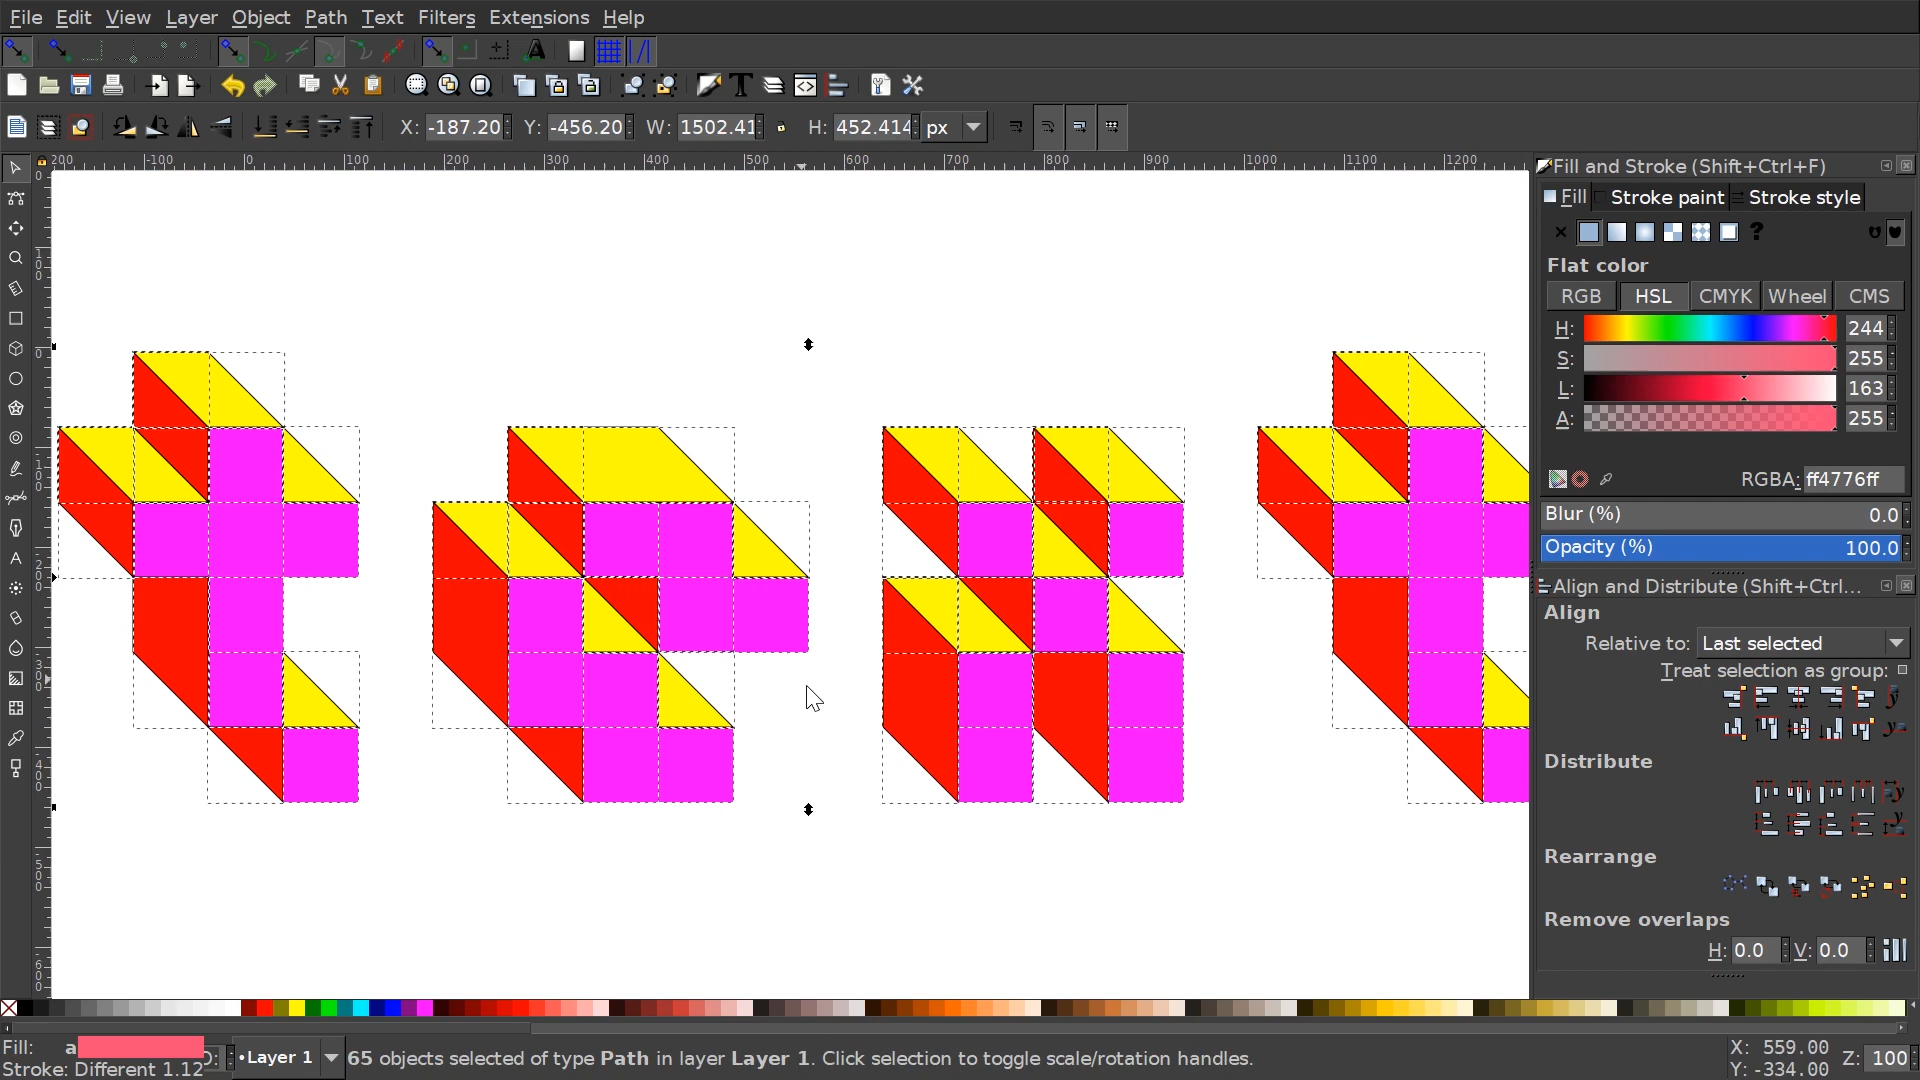 File Edit View Layer Object Path Text Filters Extensions Help
X: -187.20 Y: -456.20 W: 1502.41 H: 452.414 px
200 -100 0 100 200 300 400 500 600 700 800 900 1000 1100 1200
Fill and Stroke (Shift+Ctrl+F)
Fill Stroke paint Stroke style
Flat color
RGB HSL CMYK Wheel CMS
H: 244
S: 255
L: 163
A: 255
RGBA: ff4776ff
Blur (%) 0.0
Opacity (%) 100.0
Align and Distribute (Shift+Ctrl...
Align
Relative to: Last selected
Treat selection as group:
Distribute
Rearrange
Remove overlaps
H: 0.0 V: 0.0
Fill: a O: •Layer 1 65 objects selected of type Path in layer Layer 1. Click selection to toggle scale/rotation handles.
Stroke: Different 1.12
X: 559.00
Y: -334.00
Z: 100